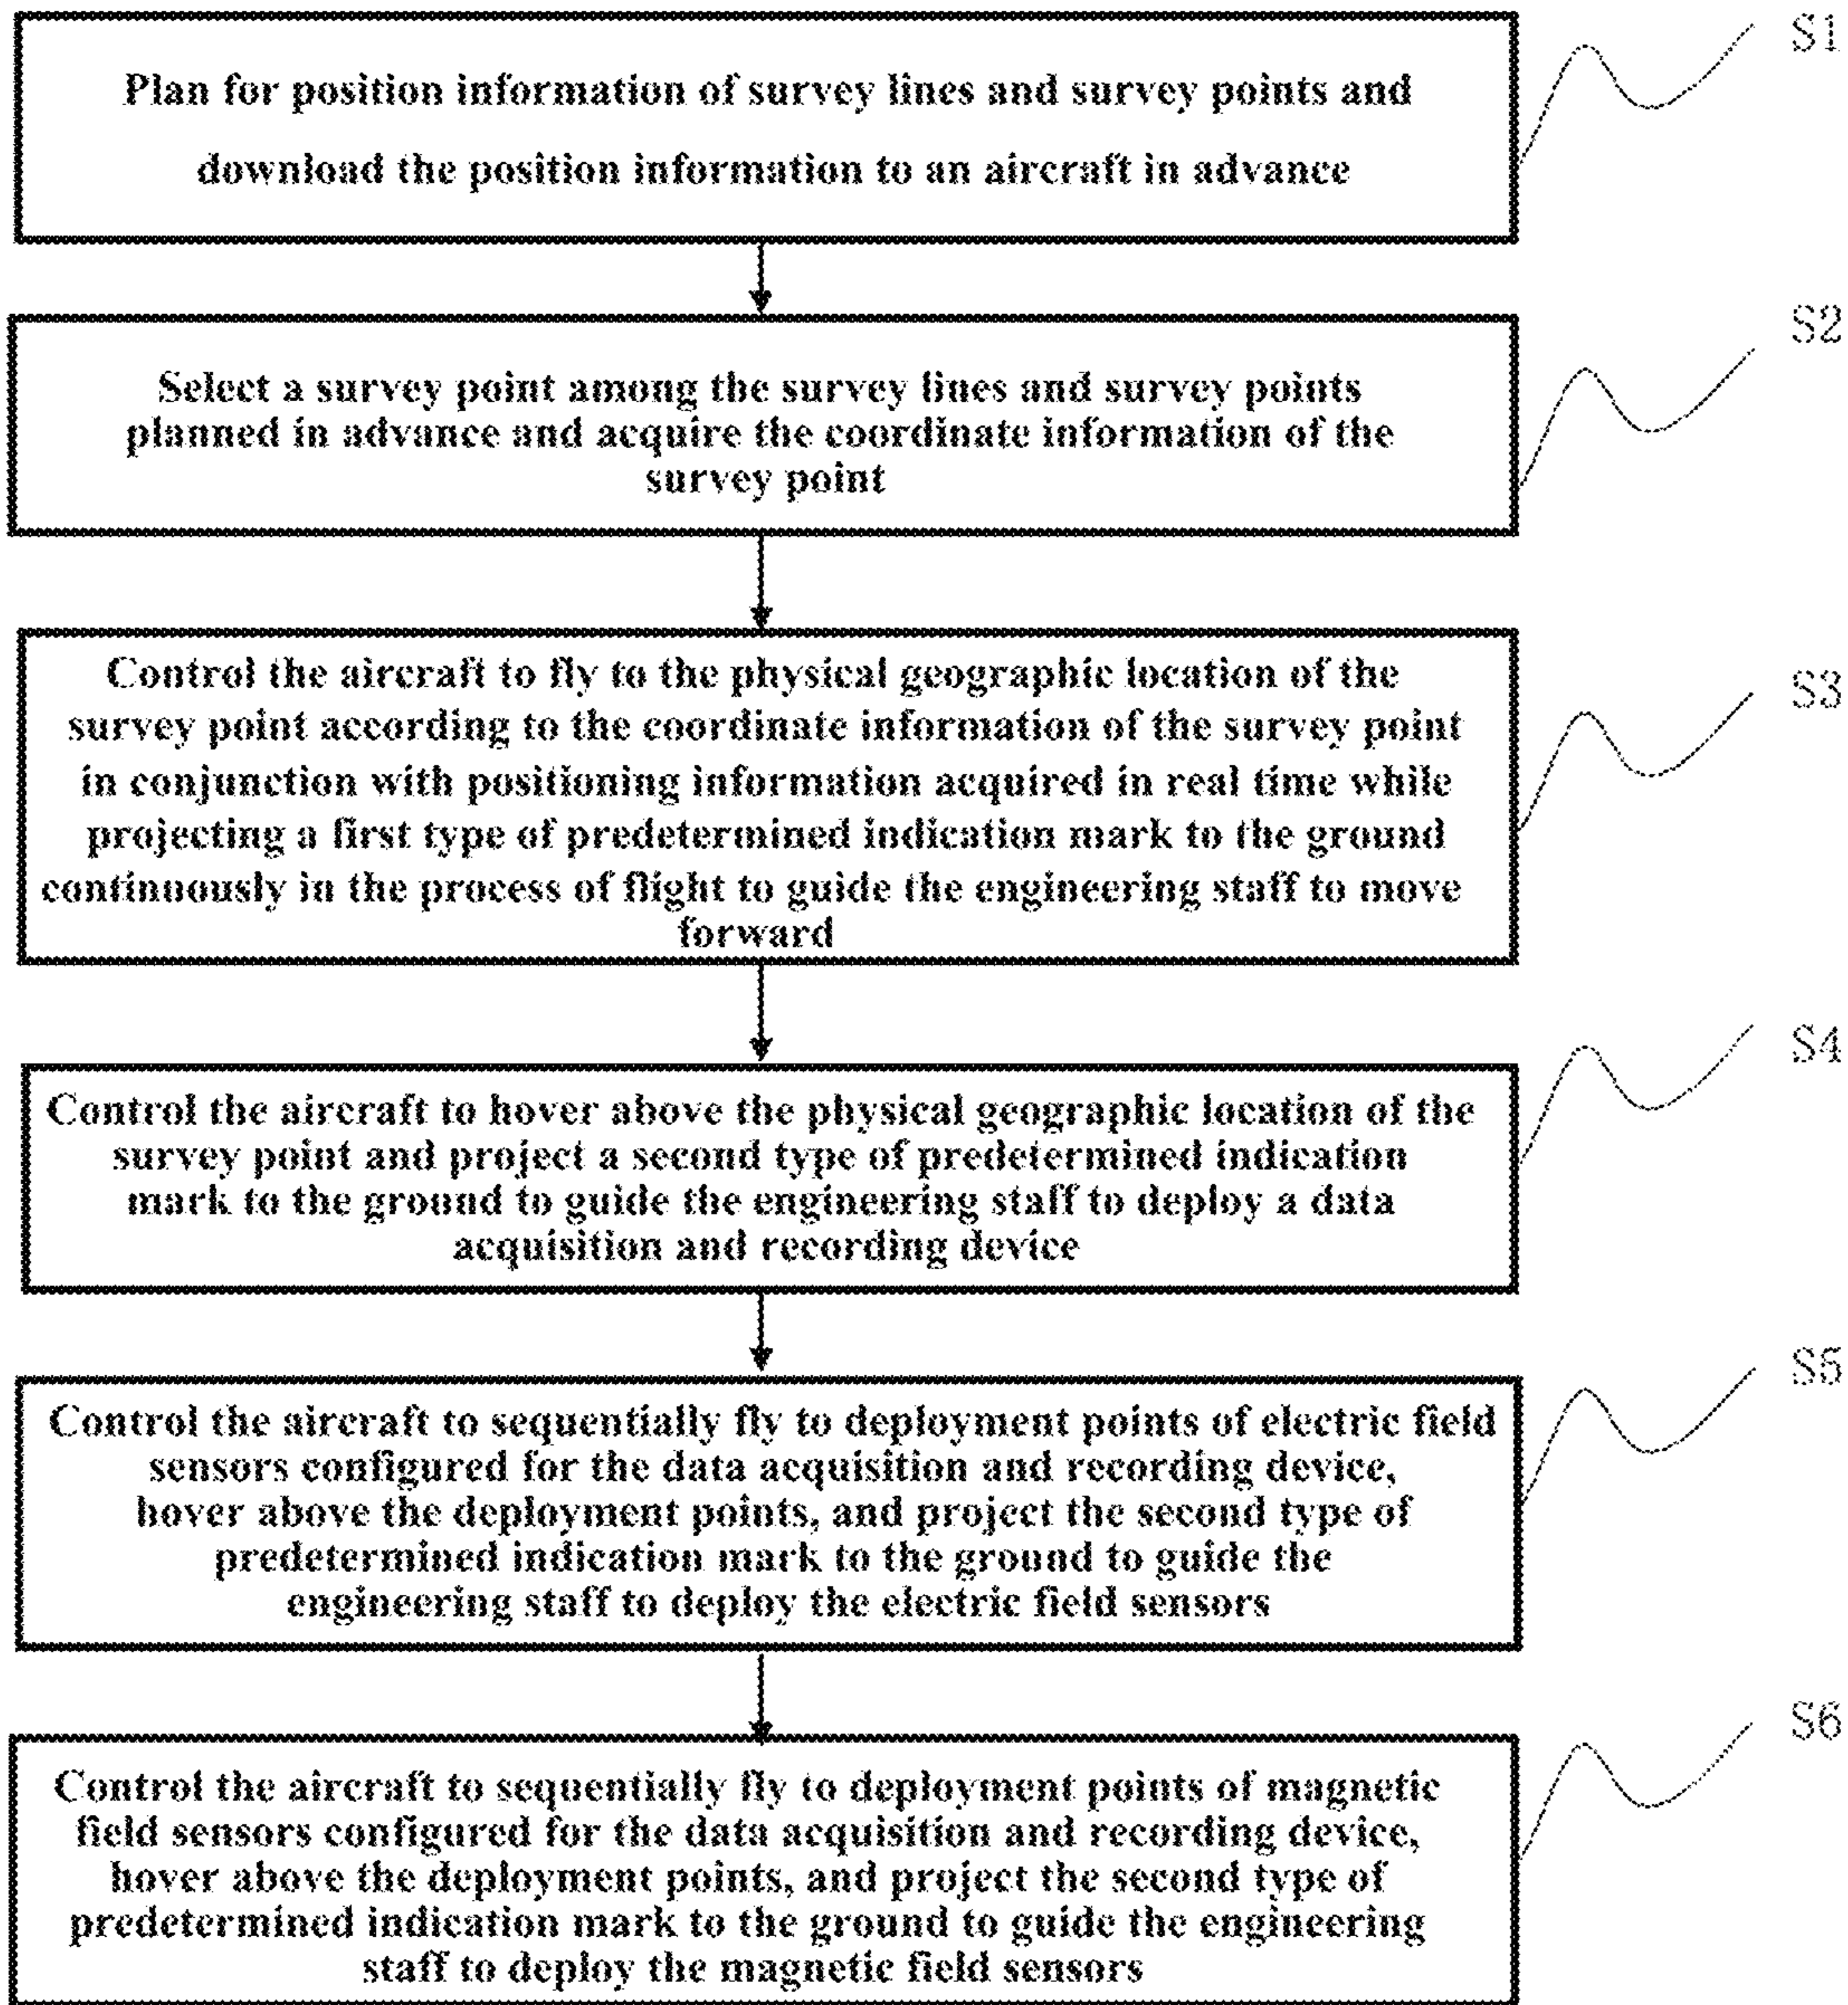 S1
Plan for position information of survey lines and survey points and
download the position information to an aircraft in advance
S2
Select a survey point among the survey lines and survey points
planned in advance and acquire the coordinate information of the
survey point
S3
Control the aircraft to fly to the physical geographic location of the
survey point according to the coordinate information of the survey point
in conjunction with positioning information acquired in real time while
projecting a first type of predetermined indication mark to the ground
continuously in the process of flight to guide the engineering staff to move
forward
S4
Control the aircraft to hover above the physical geographic location of the
survey point and project a second type of predetermined indication
mark to the ground to guide the engineering staff to deploy a data
acquisition and recording device
S5
Control the aircraft to sequentially fly to deployment points of electric field
sensors configured for the data acquisition and recording device,
hover above the deployment points, and project the second type of
predetermined indication mark to the ground to guide the
engineering staff to deploy the electric field sensors
S6
Control the aircraft to sequentially fly to deployment points of magnetic
field sensors configured for the data acquisition and recording device,
hover above the deployment points, and project the second type of
predetermined indication mark to the ground to guide the engineering
staff to deploy the magnetic field sensors